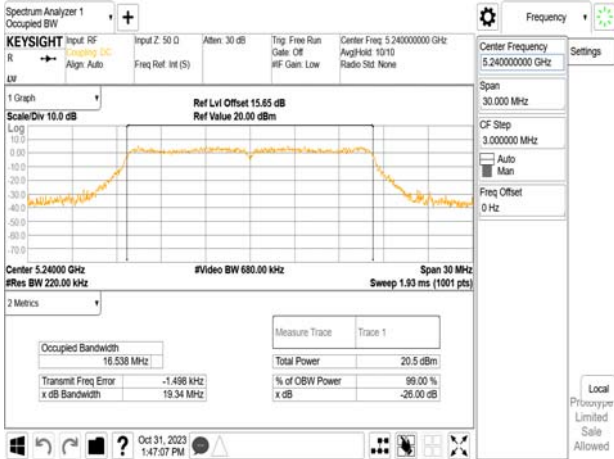 Spectrum Analyzer 1
Occupied BW
+
Frequency
KEYSIGHT
R
Input: RF
Coupling: DC
Align: Auto
Input Z: 50 Ω
Freq Ref: Int (S)
Atten: 30 dB
Trig: Free Run
Gate: Off
#IF Gain: Low
Center Freq: 5.240000000 GHz
Avg|Hold: 10/10
Radio Std: None
1 Graph
Scale/Div 10.0 dB
Ref Lvl Offset 15.65 dB
Ref Value 20.00 dBm
Log
10.0
0.00
-10.0
-20.0
-30.0
-40.0
-50.0
-60.0
-70.0
Center 5.24000 GHz
#Res BW 220.00 kHz
#Video BW 680.00 kHz
Span 30 MHz
Sweep 1.93 ms (1001 pts)
2 Metrics
Measure Trace
Trace 1
Occupied Bandwidth
16.538 MHz
Total Power
20.5 dBm
Transmit Freq Error
-1.498 kHz
% of OBW Power
99.00 %
x dB Bandwidth
19.34 MHz
x dB
-26.00 dB
Center Frequency
5.240000000 GHz
Settings
Span
30.000 MHz
CF Step
3.000000 MHz
Auto
Man
Freq Offset
0 Hz
Local
Prototype
Limited
Sale
Allowed
?
Oct 31, 2023
1:47:07 PM